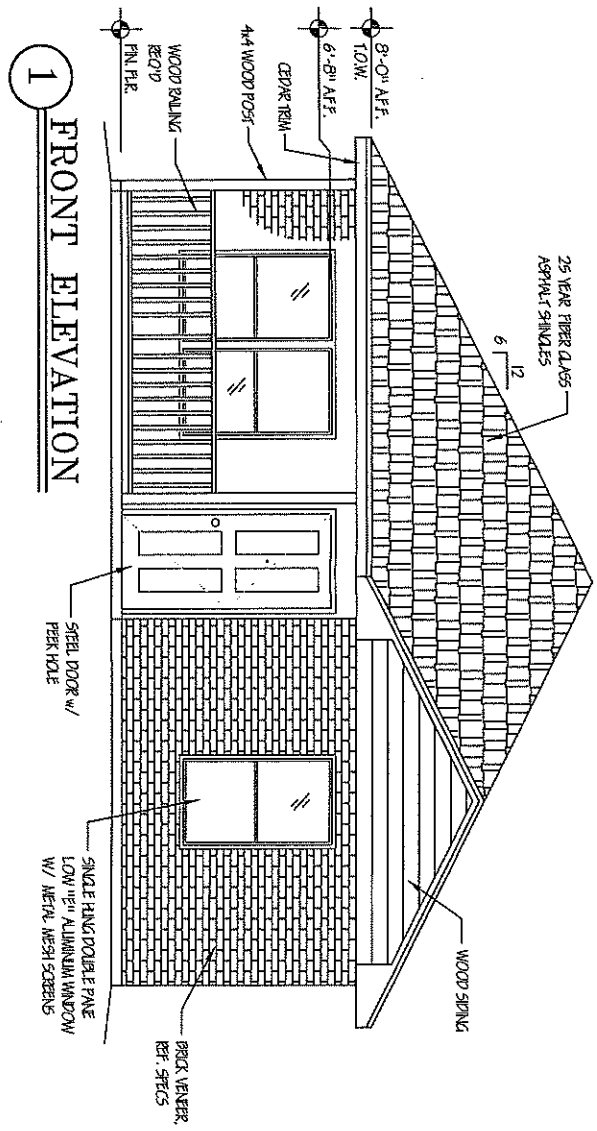 25 YEAR FIBER GLASS
ASPHALT SHINGLES
12
6
WOOD SIDING
8'-0" A.F.F.
T.O.W.
CEDAR TRIM
6'-8" A.F.F.
4x4 WOOD POST
WOOD RAILING
REQ'D
FIN. FLR.
BRICK VENEER,
REF. SPECS
SINGLE HUNG DOUBLE PANE
LOW "E" ALUMINUM WINDOW
W/ METAL MESH SCREENS
STEEL DOOR w/
PEEK HOLE
1
FRONT ELEVATION